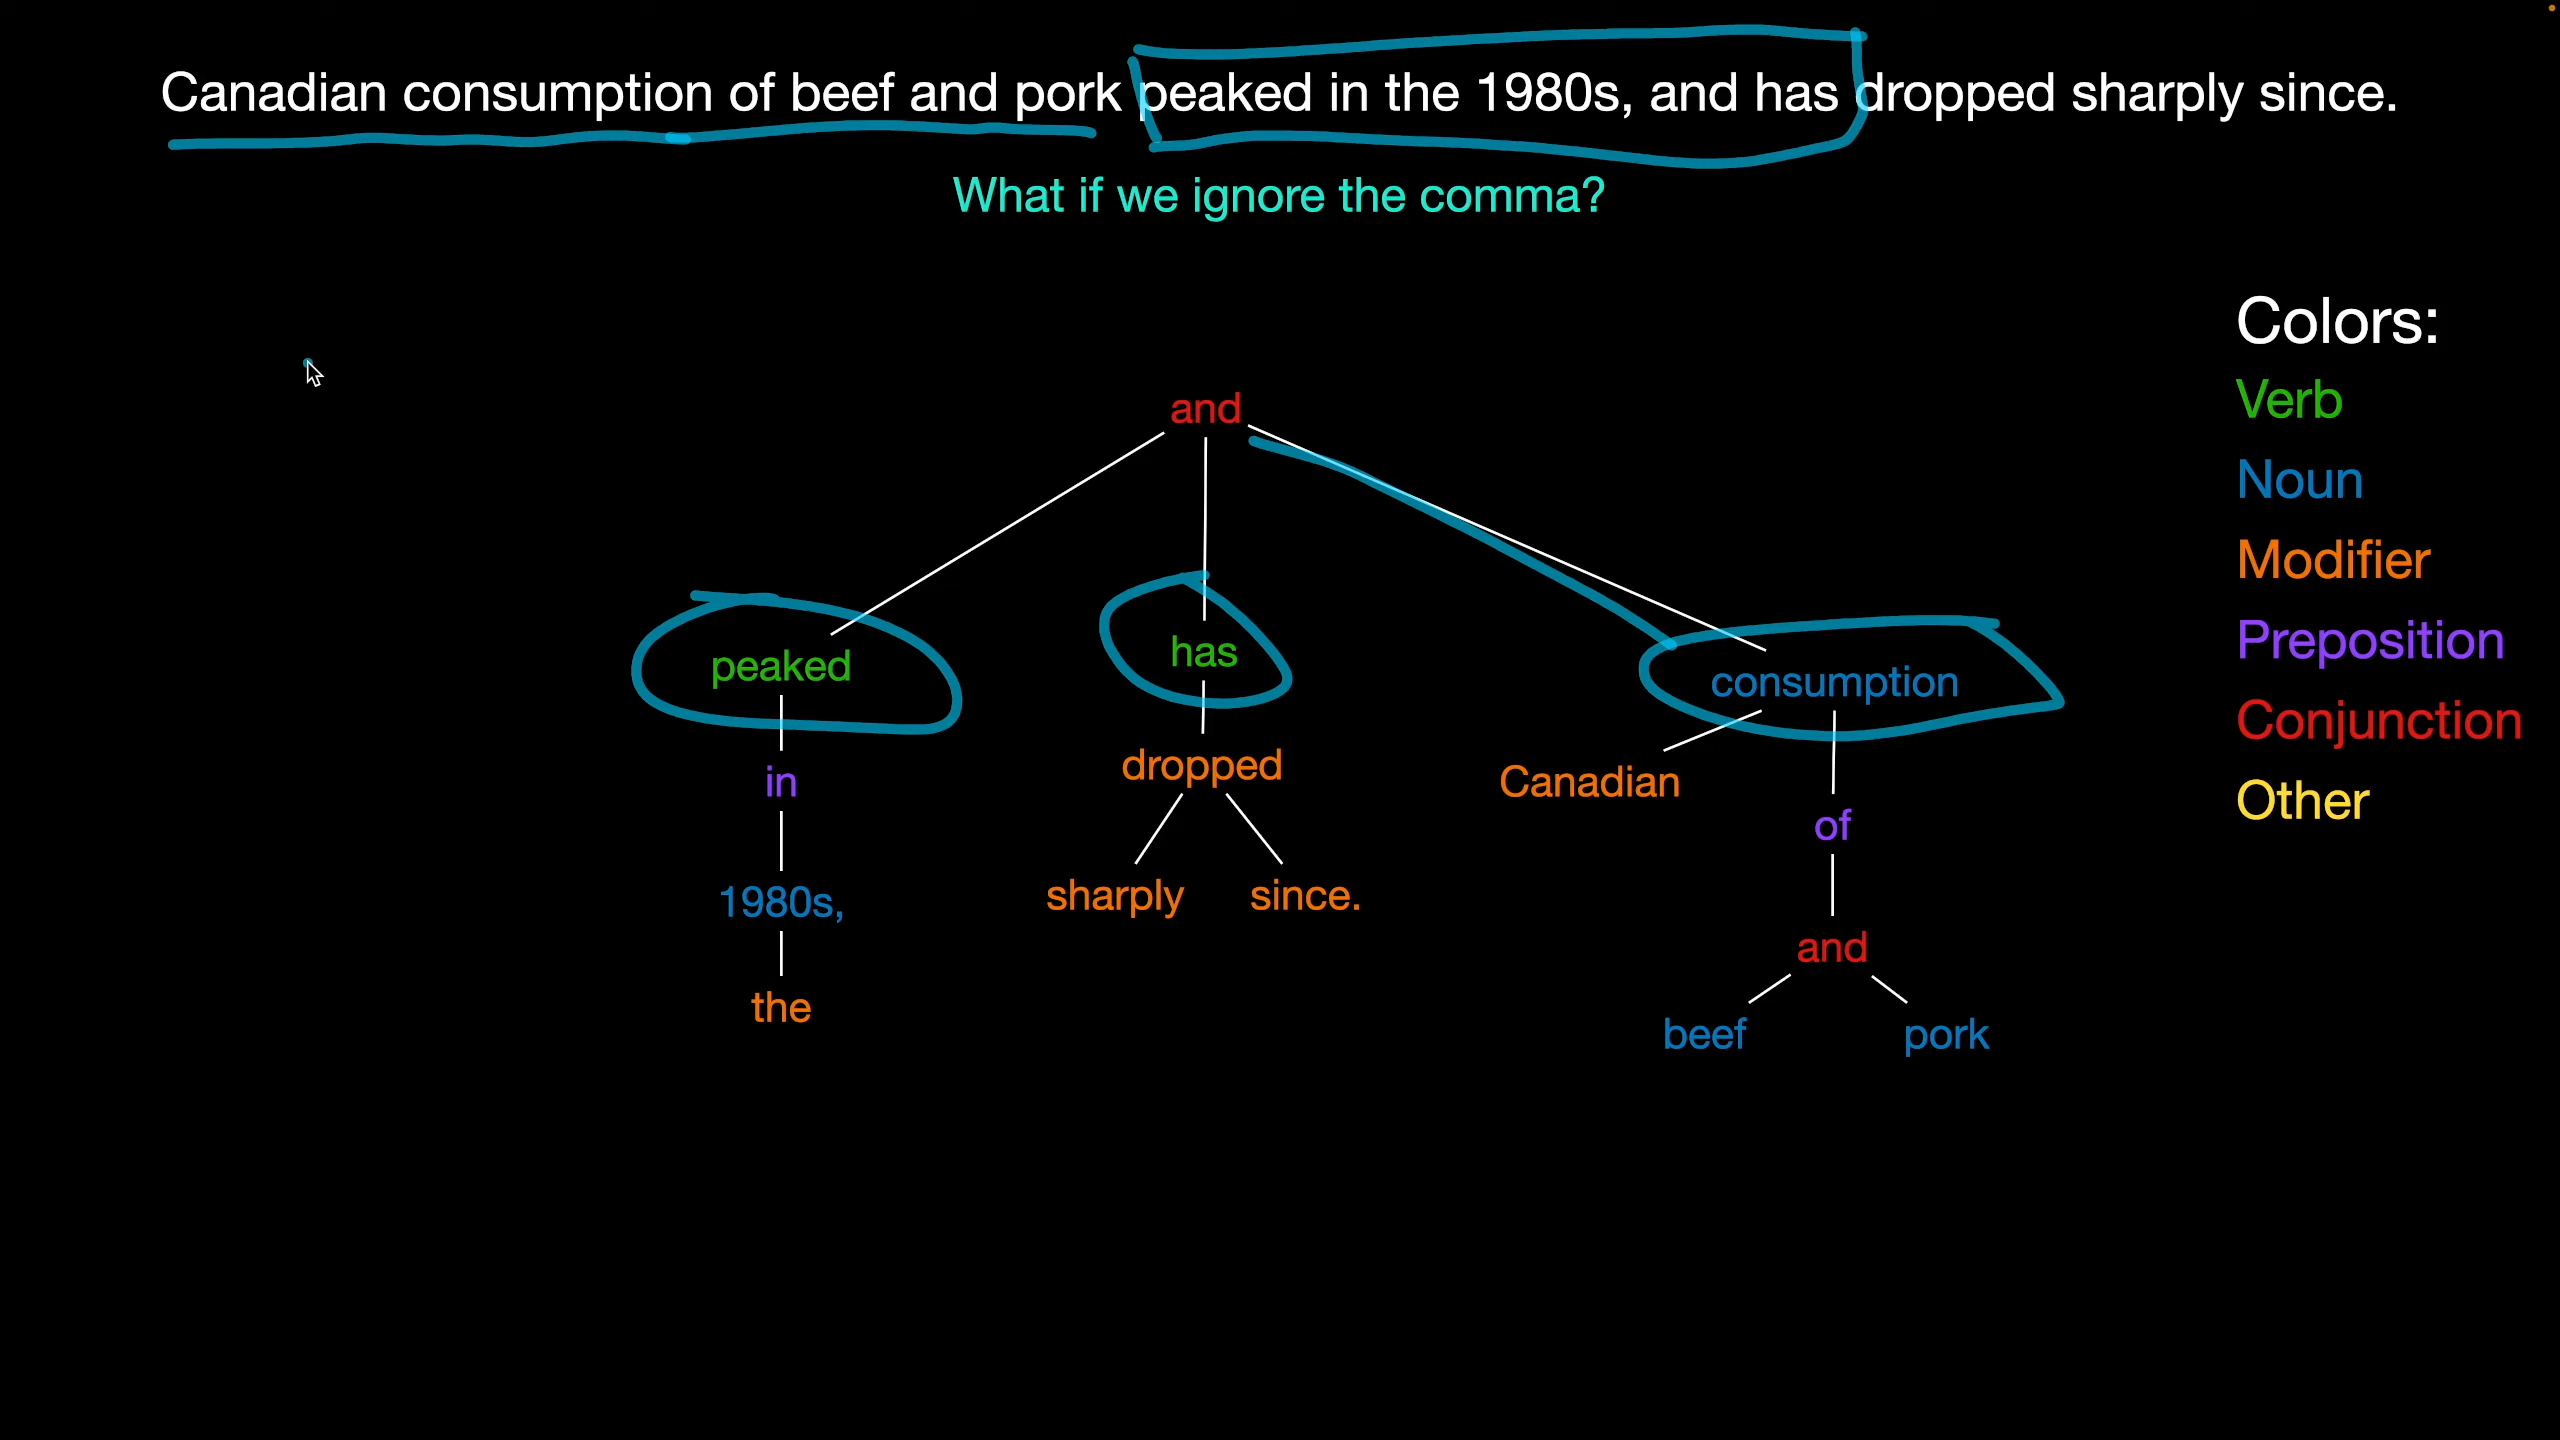 Canadian consumption of beef and pork peaked in the 1980s, and has dropped sharply since.
What if we ignore the comma?
Colors:
Verb
Noun
Modifier
Preposition
Conjunction
Other
and
peaked
has
consumption
in
dropped
Canadian
of
1980s,
sharply
since.
and
the
beef
pork